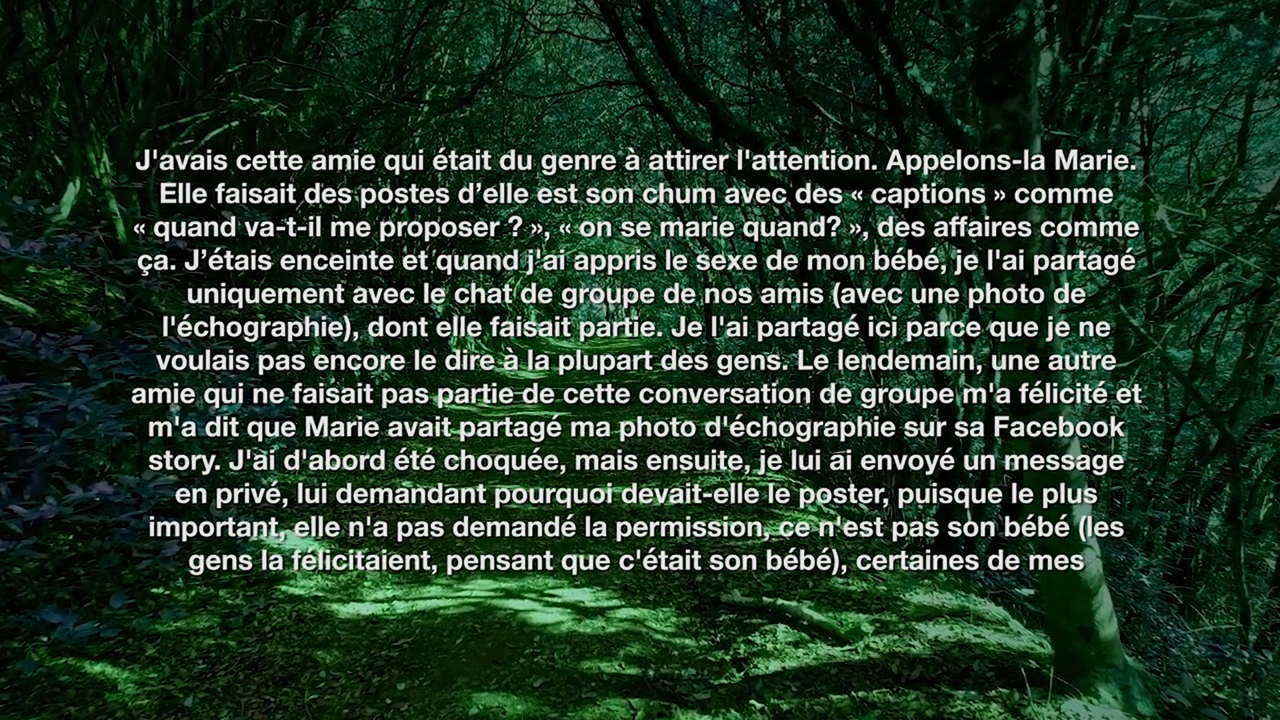 J'avais cette amie qui était du genre à attirer l'attention. Appelons-la Marie.
Elle faisait des postes d’elle est son chum avec des « captions » comme
« quand va-t-il me proposer ? », « on se marie quand? », des affaires comme
ça. J’étais enceinte et quand j'ai appris le sexe de mon bébé, je l'ai partagé
uniquement avec le chat de groupe de nos amis (avec une photo de
l'échographie), dont elle faisait partie. Je l'ai partagé ici parce que je ne
voulais pas encore le dire à la plupart des gens. Le lendemain, une autre
amie qui ne faisait pas partie de cette conversation de groupe m'a félicité et
m'a dit que Marie avait partagé ma photo d'échographie sur sa Facebook
story. J'ai d'abord été choquée, mais ensuite, je lui ai envoyé un message
en privé, lui demandant pourquoi devait-elle le poster, puisque le plus
important, elle n'a pas demandé la permission, ce n'est pas son bébé (les
gens la félicitaient, pensant que c'était son bébé), certaines de mes